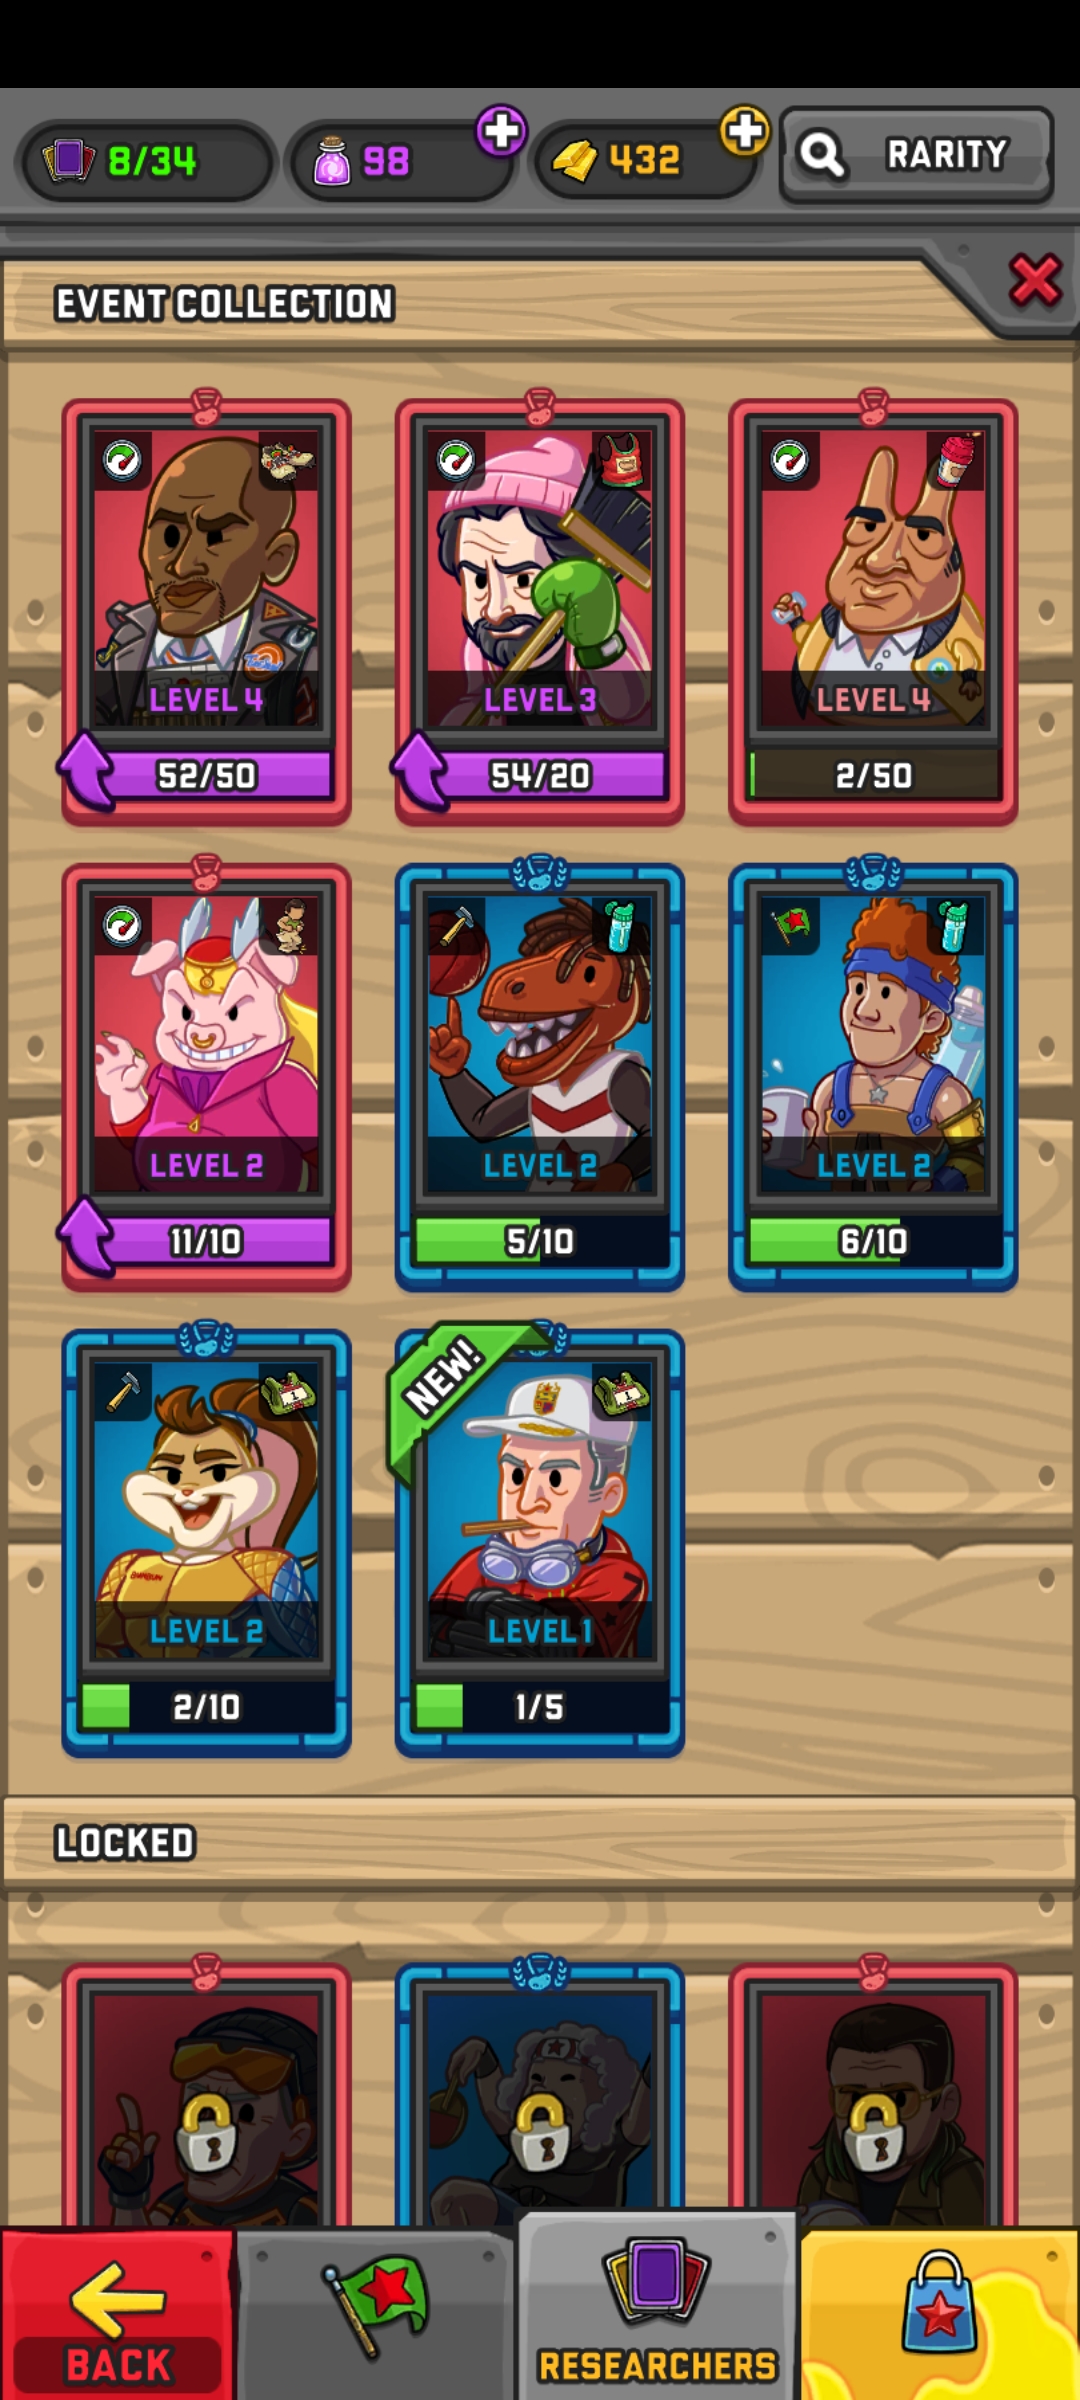 8/34
98
432
RARITY
EVENT COLLECTION
LEVEL 4
LEVEL 3
LEVEL 4
52/50
54/20
2/50
LEVEL 2
LEVEL 2
LEVEL 2
11/10
5/10
6/10
NEW!
LEVEL 2
LEVEL 1
2/10
1/5
LOCKED
BACK
RESEARCHERS